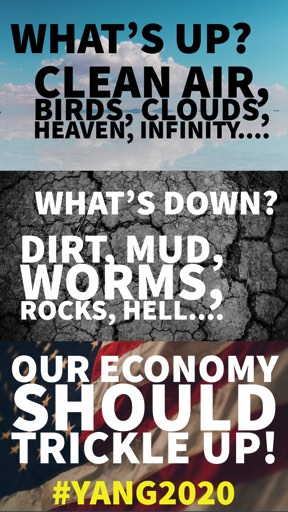 WHAT'S UP?
CLEAN AIR,
BIRDS, CLOUDS,
HEAVEN, INFINITY....
WHAT'S DOWN?
DIRT, MUD,
WORMS,
ROCKS, HELL....
OUR ECONOMY
SHOULD
TRICKLE UP!
#YANG2020